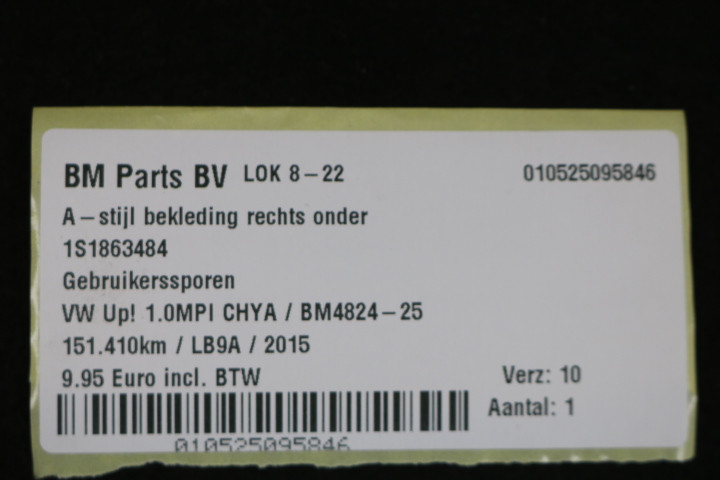 BM Parts BV LOK 8-22 010525095846
A-stijl bekleding rechts onder
1S1863484
Gebruikerssporen
VW Up! 1.0MPI CHYA / BM4824-25
151.410km / LB9A / 2015
9.95 Euro incl. BTW Verz: 10
Aantal: 1
010525095846